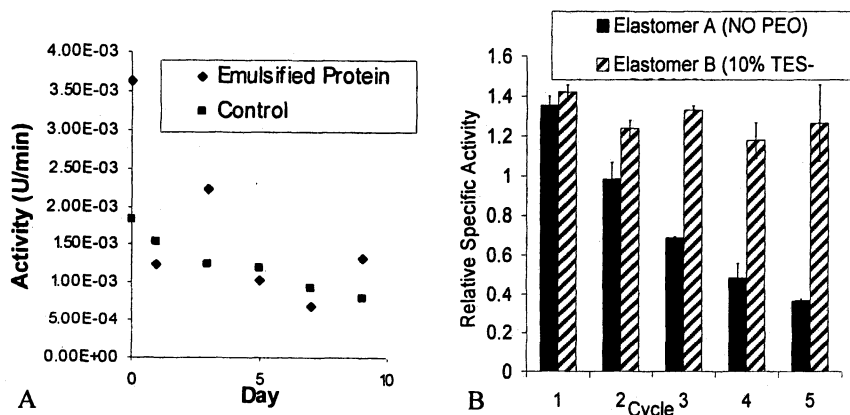 4.00E-03
3.50E-03
3.00E-03
2.50E-03
2.00E-03
1.50E-03
1.00E-03
5.00E-04
0.00E+00
Activity (U/min)
Emulsified Protein
Control
0 5 10
Day
A
Elastomer A (NO PEO)
Elastomer B (10% TES-
1.6
1.4
1.2
1
0.8
0.6
0.4
0.2
0
Relative Specific Activity
1 2 3 4 5
Cycle
B